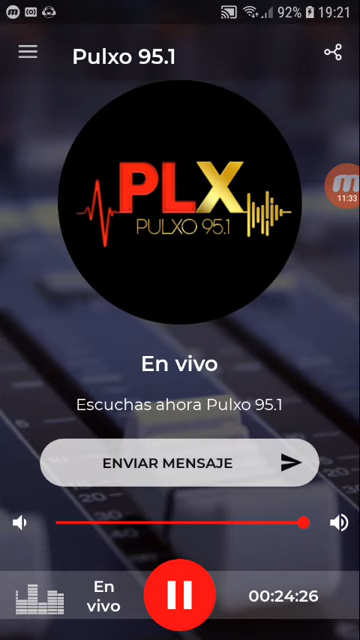 92% 19:21
Pulxo 95.1
PLX
PULXO 95.1
11:33
En vivo
Escuchas ahora Pulxo 95.1
ENVIAR MENSAJE
En
vivo
00:24:26